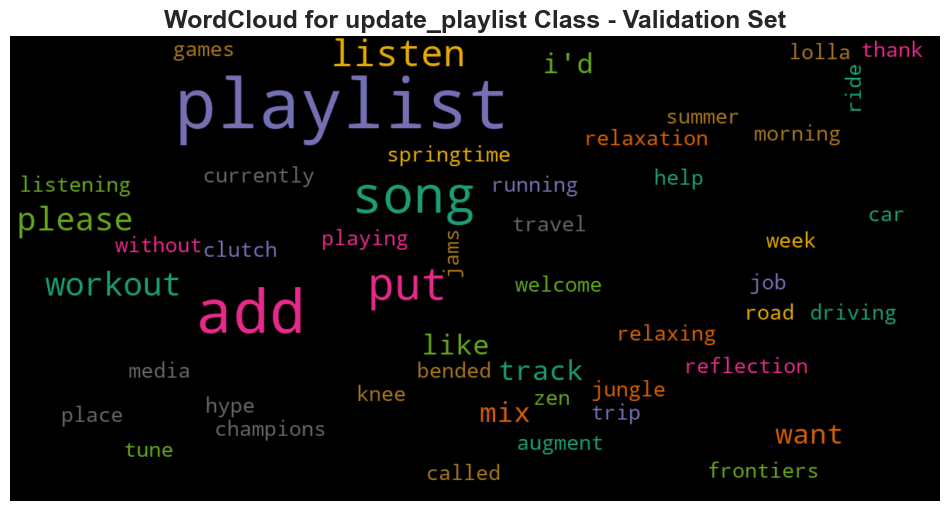 WordCloud for update_playlist Class - Validation Set
games
listen
i'd
lolla
thank
playlist
ride
summer
relaxation
morning
springtime
currently
listening
song
running
help
please
travel
car
without
clutch
playing
jams
week
workout
add
put
welcome
job
road
driving
like
relaxing
media
bended
track
reflection
knee
zen
jungle
place
hype
champions
mix
trip
want
tune
augment
called
frontiers